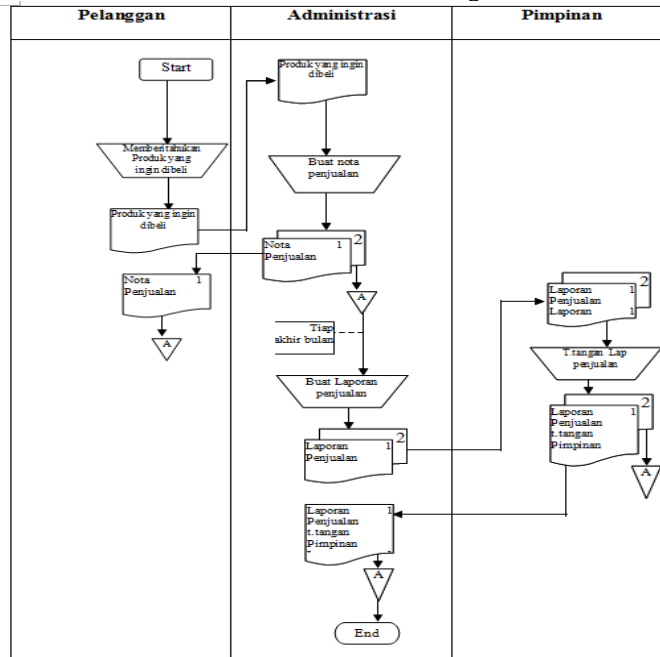 Pelanggan
Administrasi
Pimpinan
Start
Memberitahukan
Produk yang
ingin dibeli
Produk yang ingin
dibeli
Nota 1
Penjualan
A
Produk yang ingin
dibeli
Buat nota
penjualan
2
Nota 1
Penjualan
A
Tiap
akhir bulan
Buat Laporan
penjualan
2
Laporan 1
Penjualan
Laporan 1
Penjualan
t.tangan
Pimpinan
A
End
2
Laporan 1
Penjualan
Laporan 1
T.tangan Lap
penjualan
2
Laporan 1
Penjualan
t.tangan
Pimpinan
A